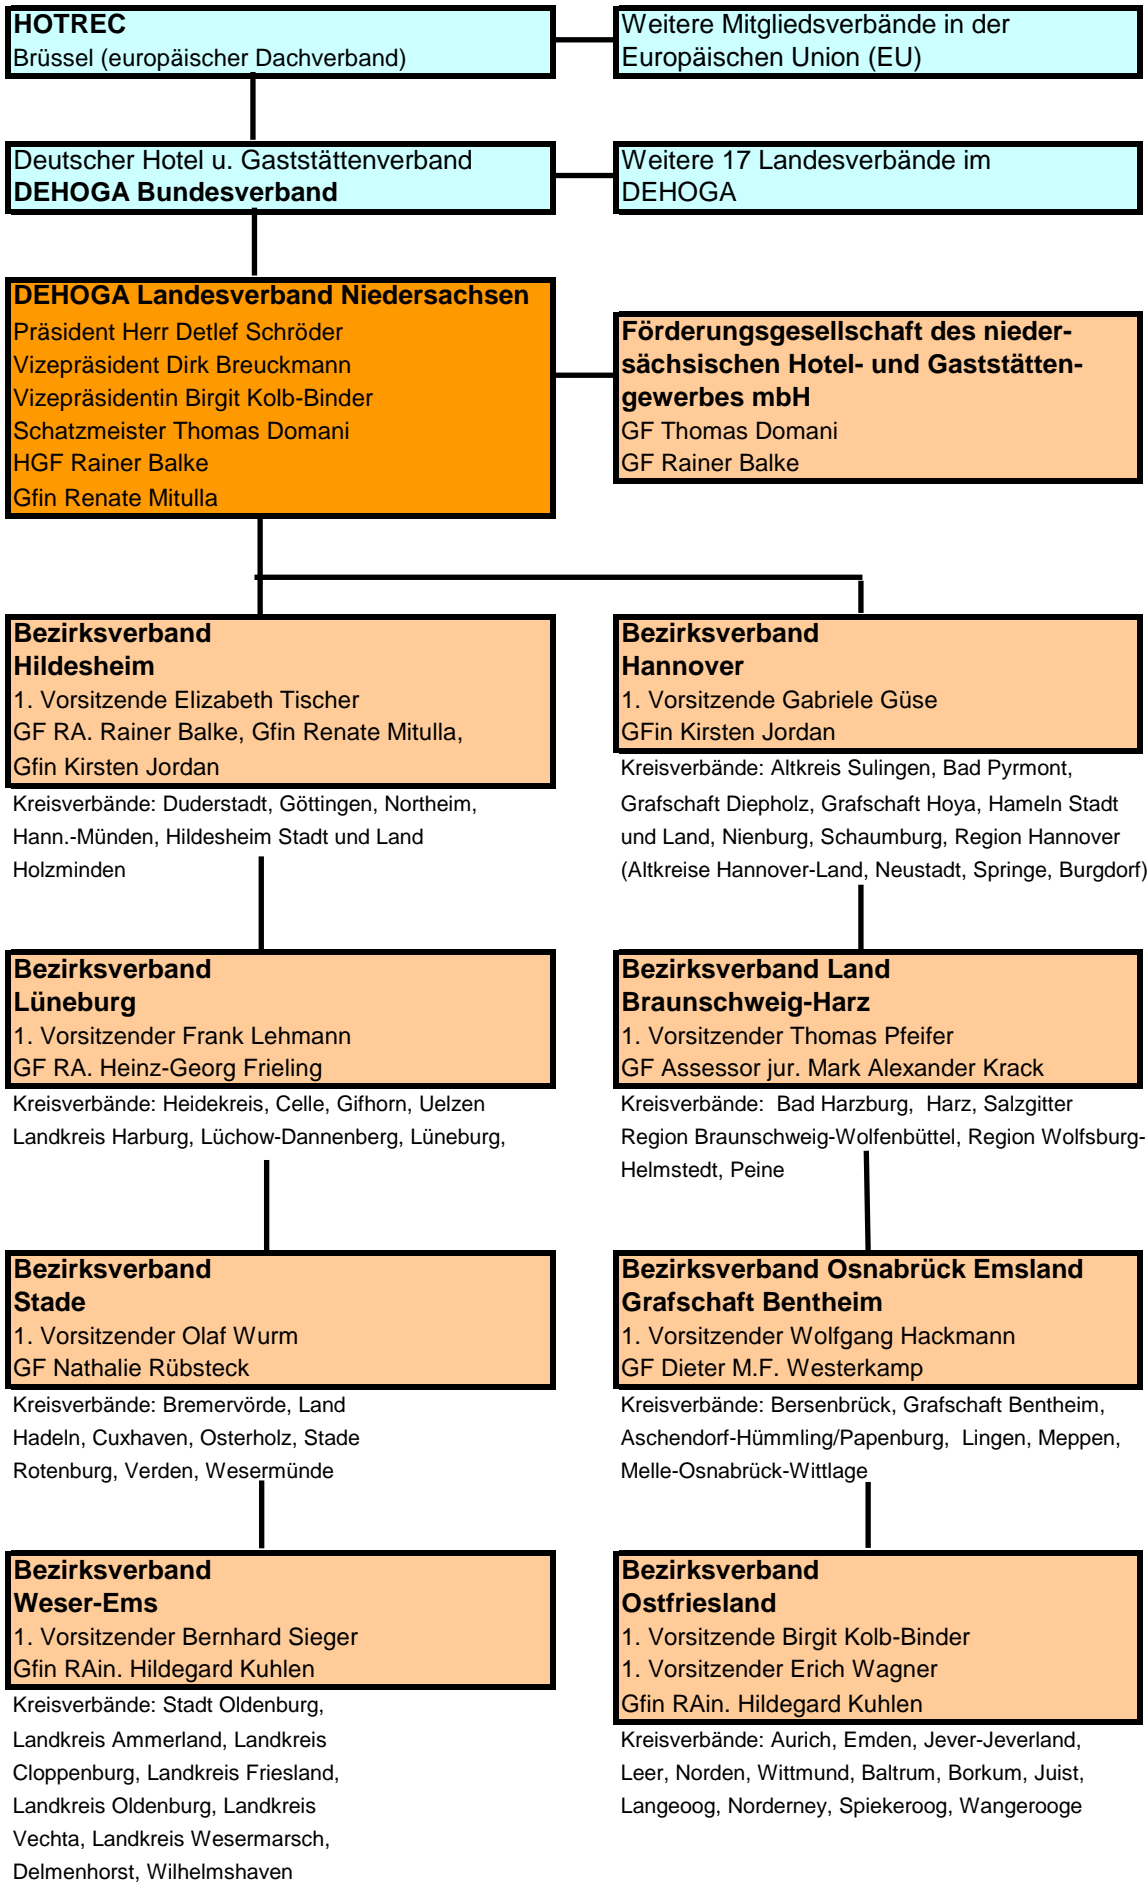 HOTREC
Brüssel (europäischer Dachverband)
Weitere Mitgliedsverbände in der
Europäischen Union (EU)
Deutscher Hotel u. Gaststättenverband
DEHOGA Bundesverband
Weitere 17 Landesverbände im
DEHOGA
DEHOGA Landesverband Niedersachsen
Präsident Herr Detlef Schröder
Vizepräsident Dirk Breuckmann
Vizepräsidentin Birgit Kolb-Binder
Schatzmeister Thomas Domani
HGF Rainer Balke
Gfin Renate Mitulla
Förderungsgesellschaft des nieder-
sächsischen Hotel- und Gaststätten-
gewerbes mbH
GF Thomas Domani
GF Rainer Balke
Bezirksverband
Hildesheim
1. Vorsitzende Elizabeth Tischer
GF RA. Rainer Balke, Gfin Renate Mitulla,
Gfin Kirsten Jordan
Kreisverbände: Duderstadt, Göttingen, Northeim,
Hann.-Münden, Hildesheim Stadt und Land
Holzminden
Bezirksverband
Hannover
1. Vorsitzende Gabriele Güse
GFin Kirsten Jordan
Kreisverbände: Altkreis Sulingen, Bad Pyrmont,
Grafschaft Diepholz, Grafschaft Hoya, Hameln Stadt
und Land, Nienburg, Schaumburg, Region Hannover
(Altkreise Hannover-Land, Neustadt, Springe, Burgdorf)
Bezirksverband
Lüneburg
1. Vorsitzender Frank Lehmann
GF RA. Heinz-Georg Frieling
Kreisverbände: Heidekreis, Celle, Gifhorn, Uelzen
Landkreis Harburg, Lüchow-Dannenberg, Lüneburg,
Bezirksverband Land
Braunschweig-Harz
1. Vorsitzender Thomas Pfeifer
GF Assessor jur. Mark Alexander Krack
Kreisverbände:  Bad Harzburg,  Harz, Salzgitter
Region Braunschweig-Wolfenbüttel, Region Wolfsburg-
Helmstedt, Peine
Bezirksverband
Stade
1. Vorsitzender Olaf Wurm
GF Nathalie Rübsteck
Kreisverbände: Bremervörde, Land
Hadeln, Cuxhaven, Osterholz, Stade
Rotenburg, Verden, Wesermünde
Bezirksverband Osnabrück Emsland
Grafschaft Bentheim
1. Vorsitzender Wolfgang Hackmann
GF Dieter M.F. Westerkamp
Kreisverbände: Bersenbrück, Grafschaft Bentheim,
Aschendorf-Hümmling/Papenburg,  Lingen, Meppen,
Melle-Osnabrück-Wittlage
Bezirksverband
Weser-Ems
1. Vorsitzender Bernhard Sieger
Gfin RAin. Hildegard Kuhlen
Kreisverbände: Stadt Oldenburg,
Landkreis Ammerland, Landkreis
Cloppenburg, Landkreis Friesland,
Landkreis Oldenburg, Landkreis
Vechta, Landkreis Wesermarsch,
Delmenhorst, Wilhelmshaven
Bezirksverband
Ostfriesland
1. Vorsitzende Birgit Kolb-Binder
1. Vorsitzender Erich Wagner
Gfin RAin. Hildegard Kuhlen
Kreisverbände: Aurich, Emden, Jever-Jeverland,
Leer, Norden, Wittmund, Baltrum, Borkum, Juist,
Langeoog, Norderney, Spiekeroog, Wangerooge